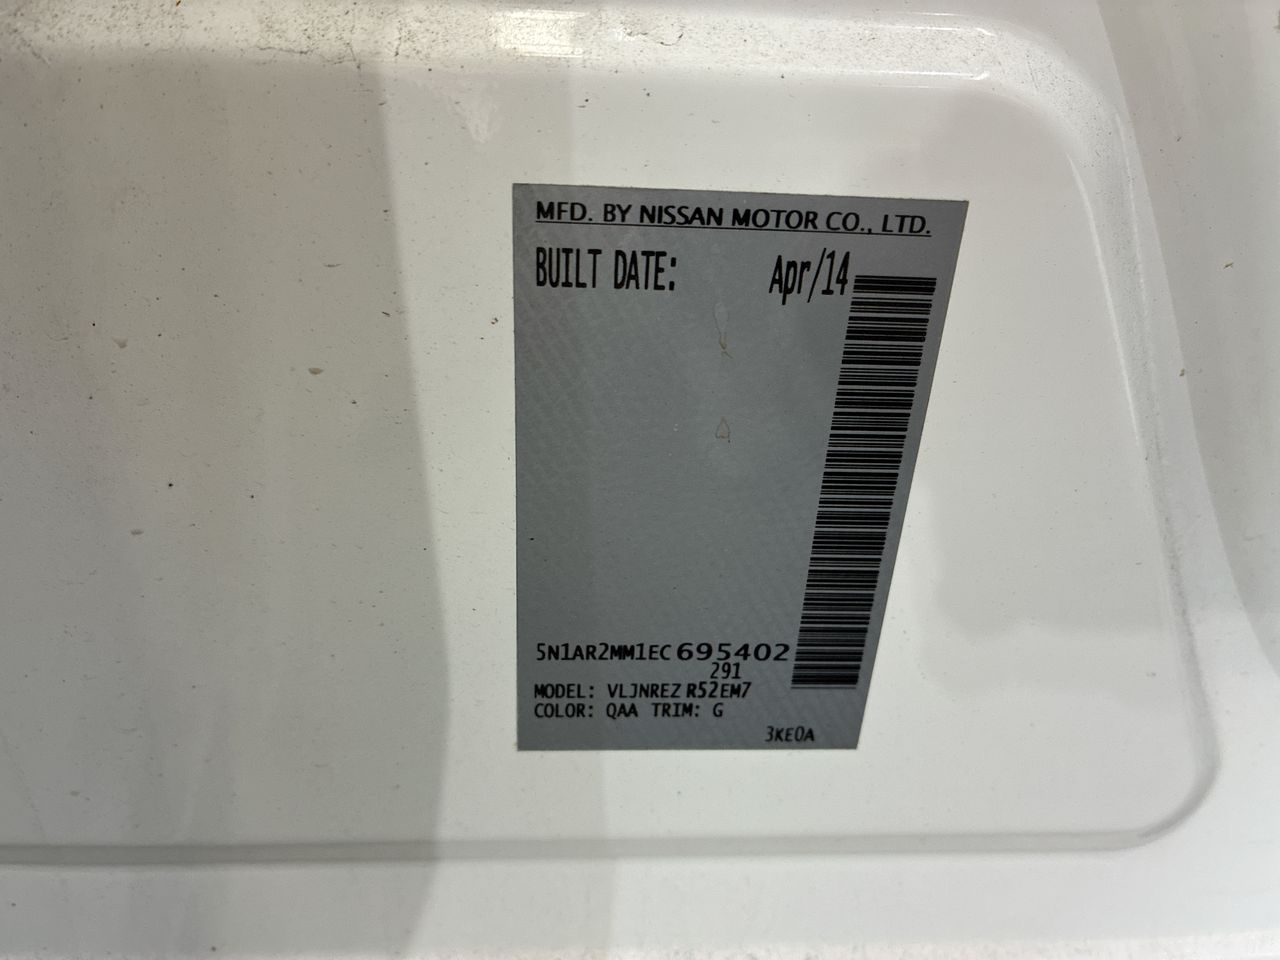 MFD. BY NISSAN MOTOR CO., LTD.
BUILT DATE: Apr/14
5N1AR2MM1EC695402
291
MODEL: VLJNREZ R52EM7
COLOR: QAA TRIM: G
3KE0A